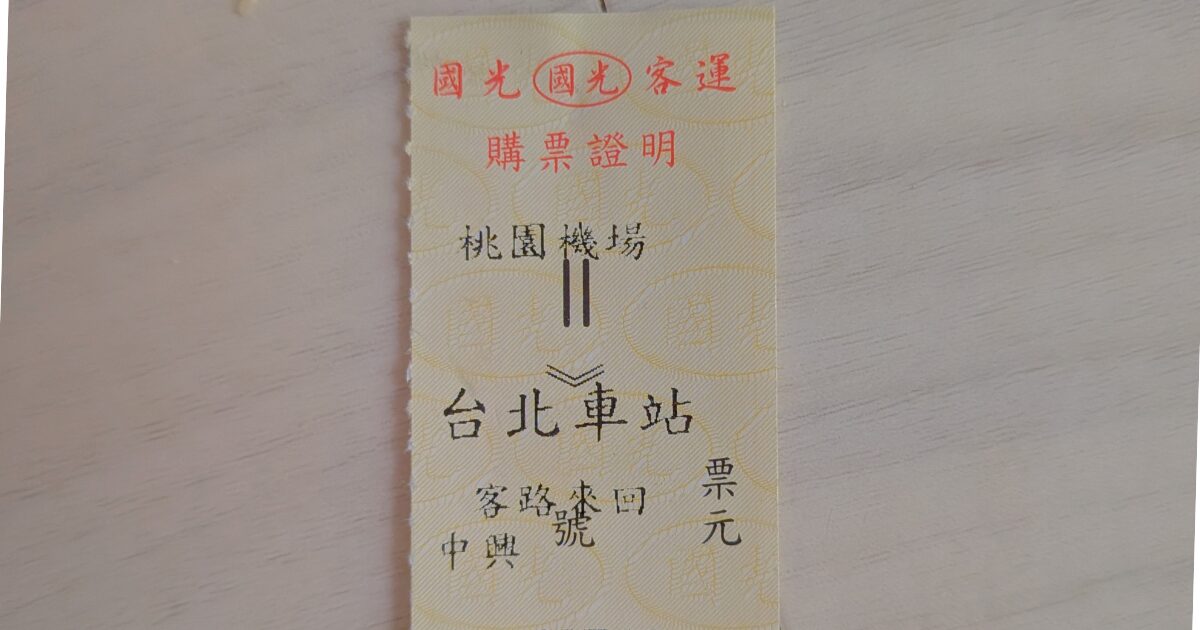 國光 國光 客運
購票證明
桃園機場
台北車站
客路來回 票
中興 號 元